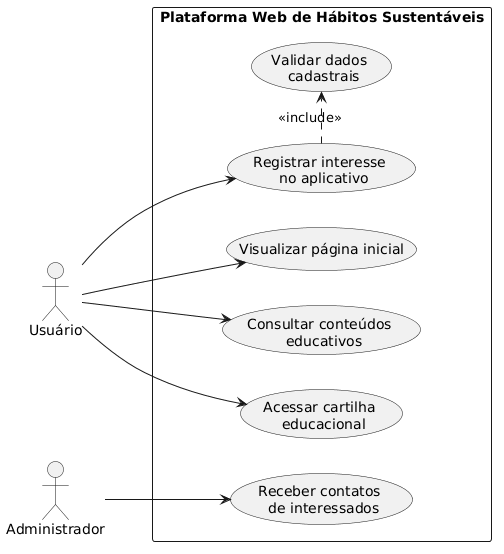 Plataforma Web de Hábitos Sustentáveis
Validar dados
cadastrais
«include»
Registrar interesse
no aplicativo
Visualizar página inicial
Usuário
Consultar conteúdos
educativos
Acessar cartilha
educacional
Receber contatos
de interessados
Administrador